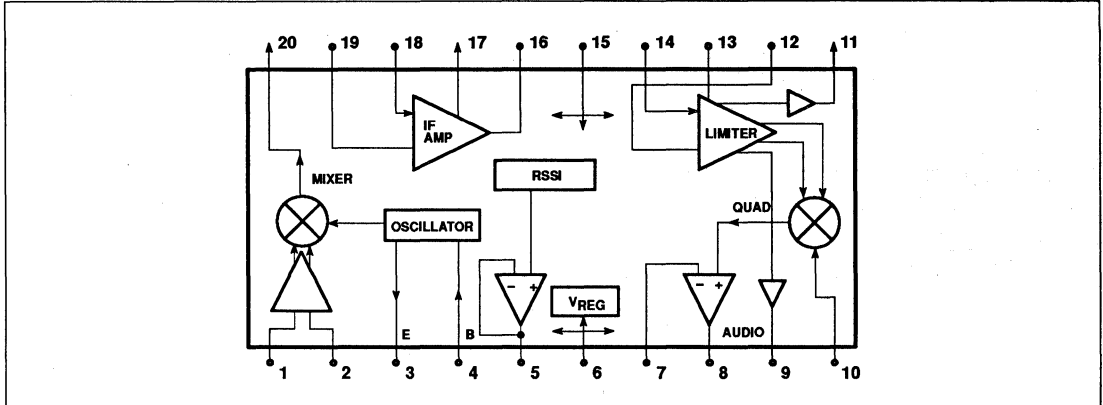 20 19 18 17 16 15 14 13 12 11
IF
AMP
LIMITER
RSSI
MIXER
OSCILLATOR
QUAD
- +
- +
VREG
E B AUDIO
1 2 3 4 5 6 7 8 9 10